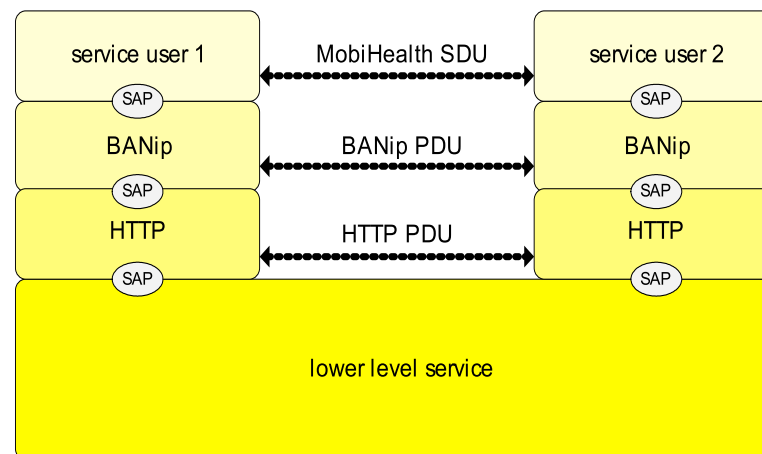 service user 1
MobiHealth SDU
service user 2
SAP
SAP
BANip
BANip PDU
BANip
SAP
SAP
HTTP
HTTP PDU
HTTP
SAP
SAP
lower level service